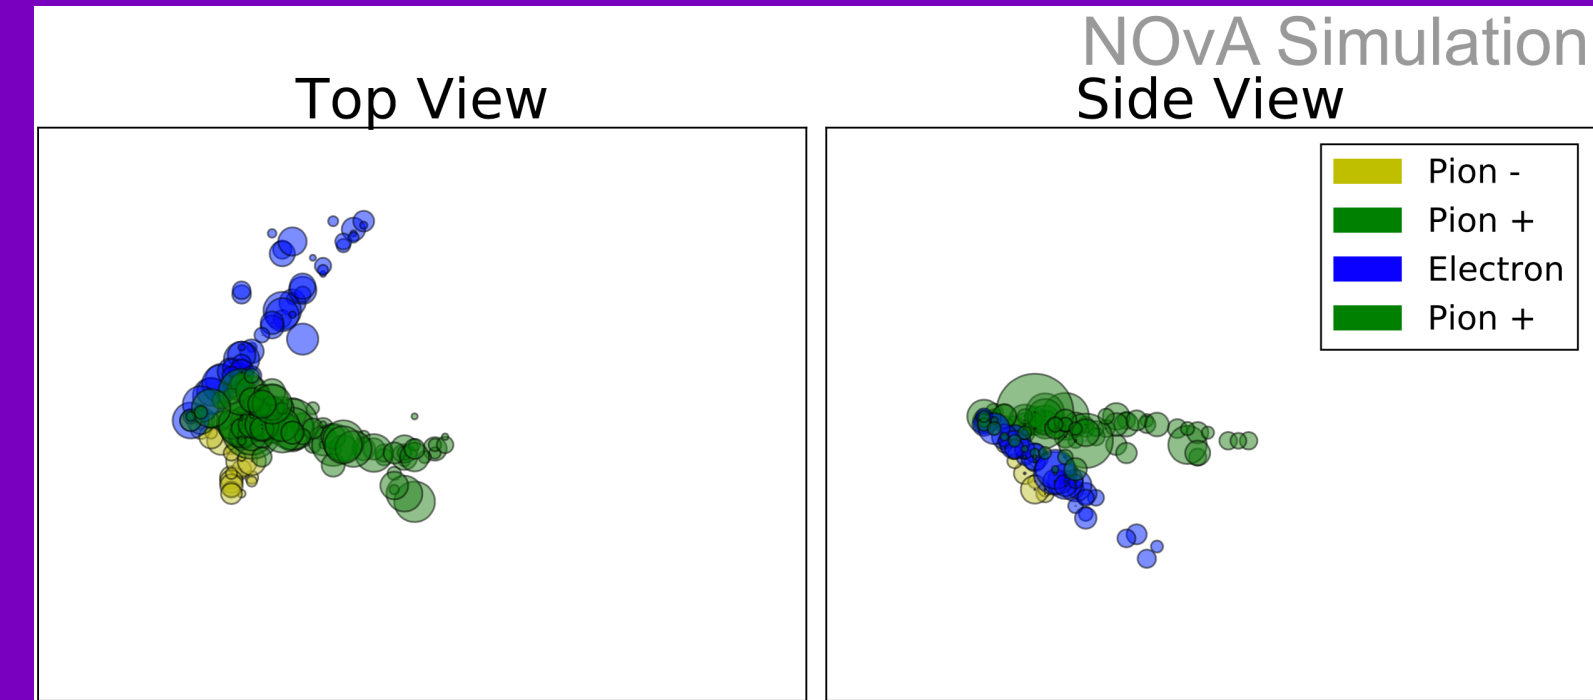 NOvA Simulation
Top View
Side View
Pion -
Pion +
Electron
Pion +